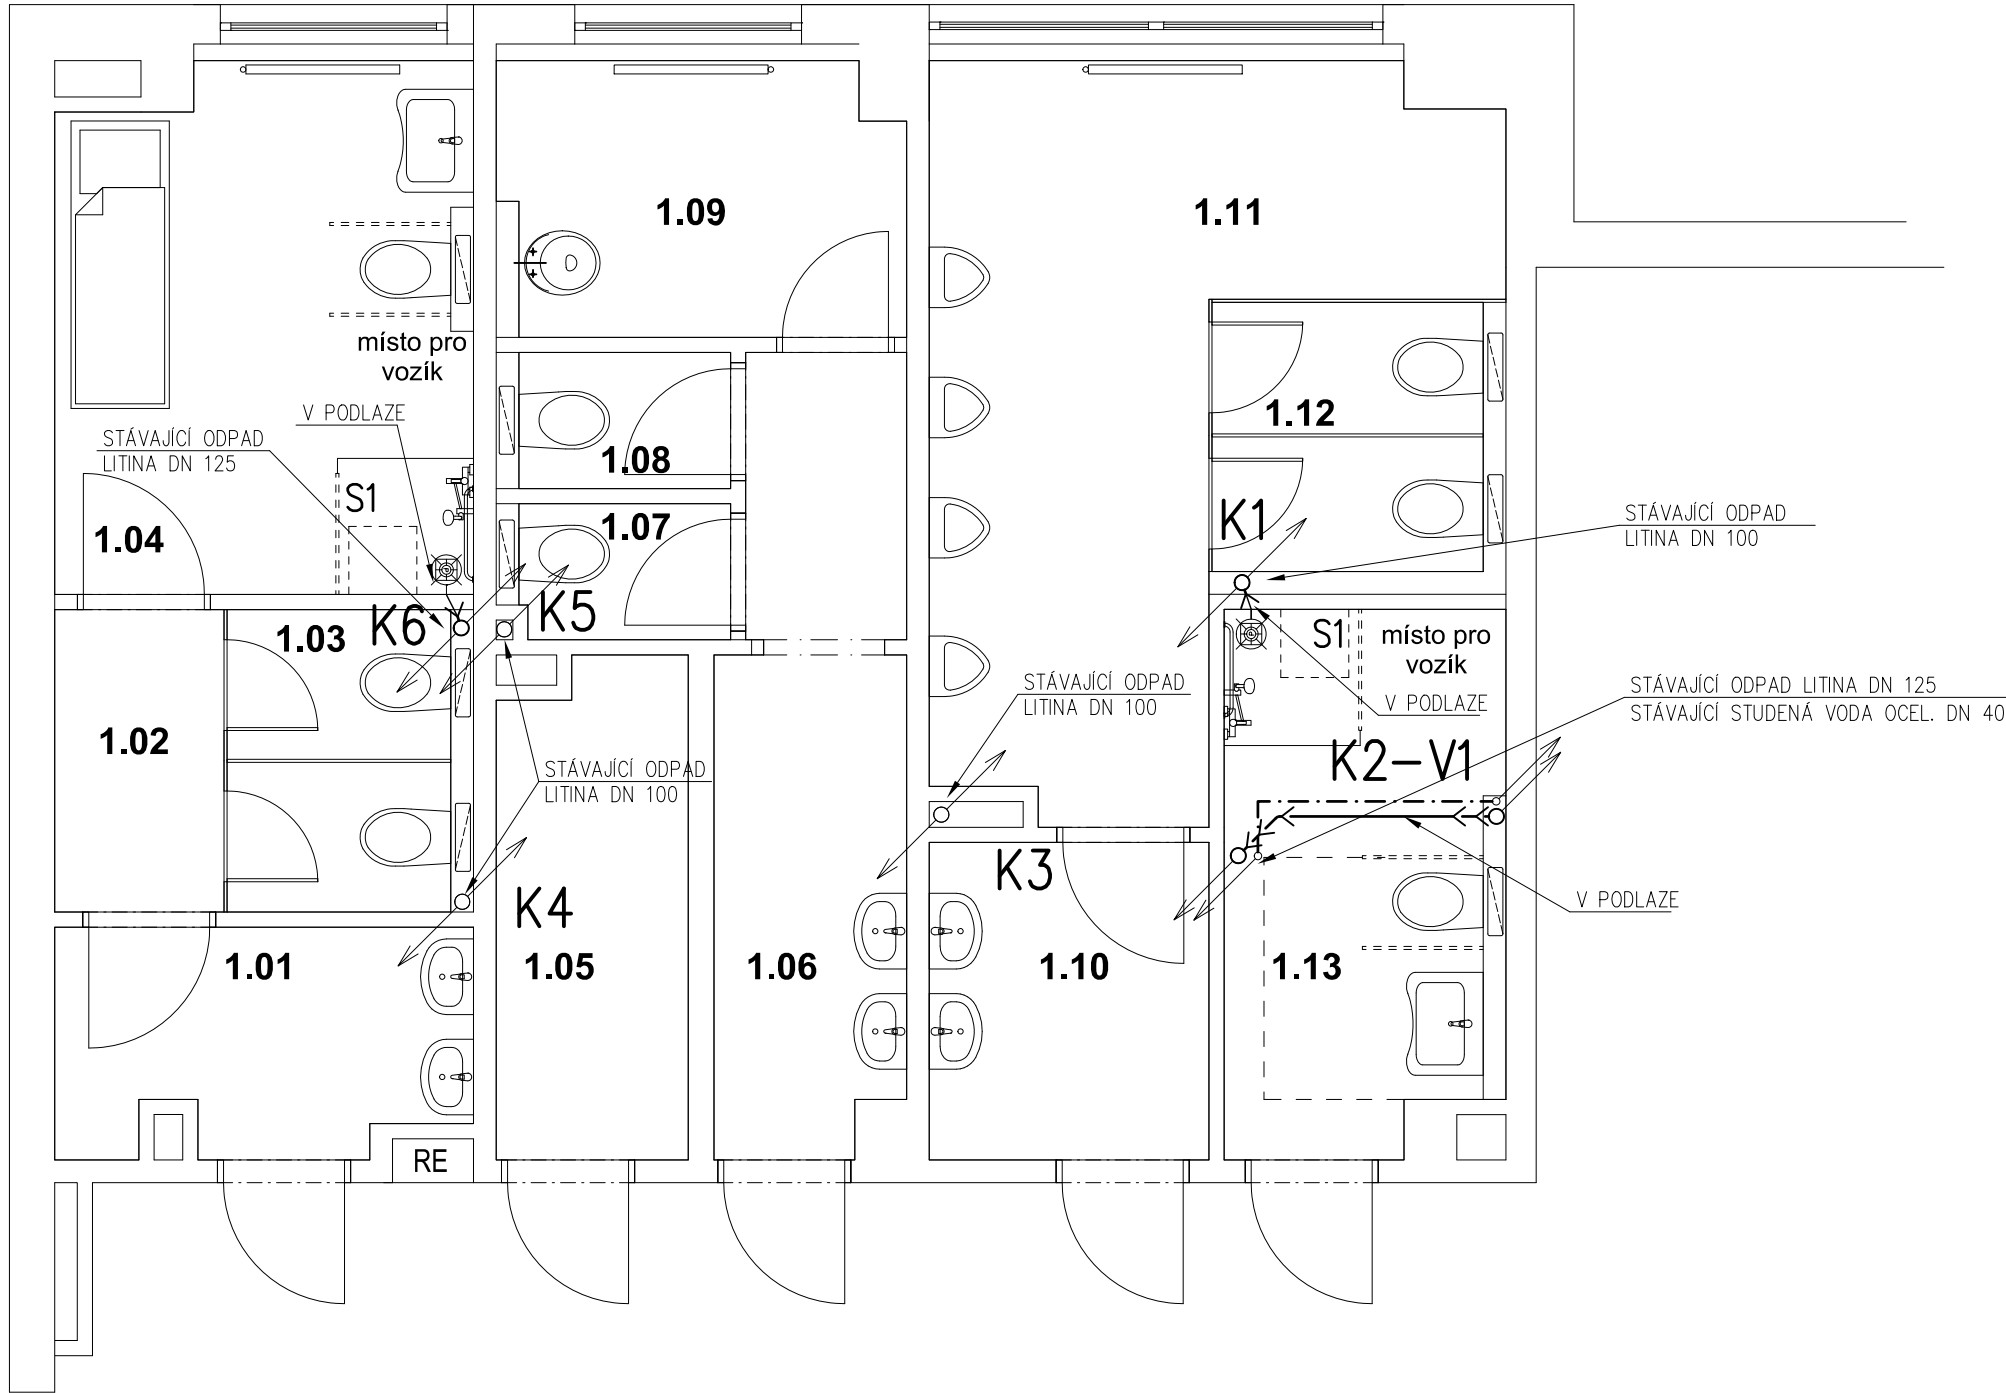 1.09
1.11
místo pro
vozík
V PODLAZE
STÁVAJÍCÍ ODPAD
LITINA DN 125
1.12
1.08
S1
1.07
K1
STÁVAJÍCÍ ODPAD
LITINA DN 100
1.04
K6
K5
1.03
S1
místo pro
vozík
V PODLAZE
STÁVAJÍCÍ ODPAD
LITINA DN 100
STÁVAJÍCÍ ODPAD LITINA DN 125
STÁVAJÍCÍ STUDENÁ VODA OCEL. DN 40
1.02
K2-V1
STÁVAJÍCÍ ODPAD
LITINA DN 100
K3
K4
V PODLAZE
1.01
1.05
1.06
1.10
1.13
RE